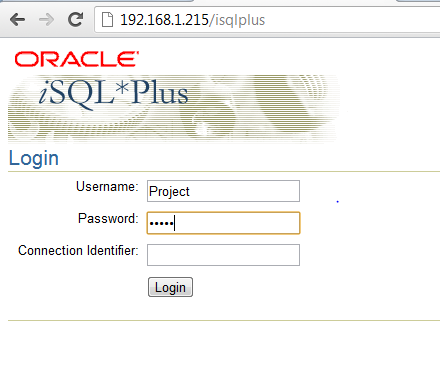 192.168.1.215/isqlplus
ORACLE
iSQL*Plus
Login
Username: Project
Password: •••••
Connection Identifier:
Login